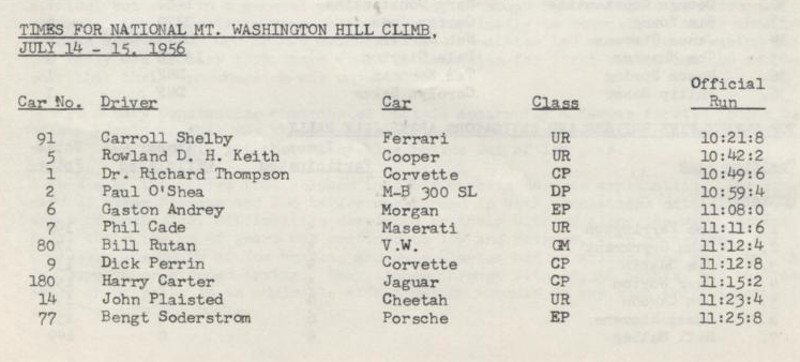 TIMES FOR NATIONAL MT. WASHINGTON HILL CLIMB,
JULY 14 - 15, 1956
Official
Car No. Driver Car Class Run
91 Carroll Shelby Ferrari UR 10:21:8
5 Rowland D. H. Keith Cooper UR 10:42:2
1 Dr. Richard Thompson Corvette CP 10:49:6
2 Paul O'Shea M-B 300 SL DP 10:59:4
6 Gaston Andrey Morgan EP 11:08:0
7 Phil Cade Maserati UR 11:11:6
80 Bill Rutan V.W. GM 11:12:4
9 Dick Perrin Corvette CP 11:12:8
180 Harry Carter Jaguar CP 11:15:2
14 John Plaisted Cheetah UR 11:23:4
77 Bengt Soderstrom Porsche EP 11:25:8